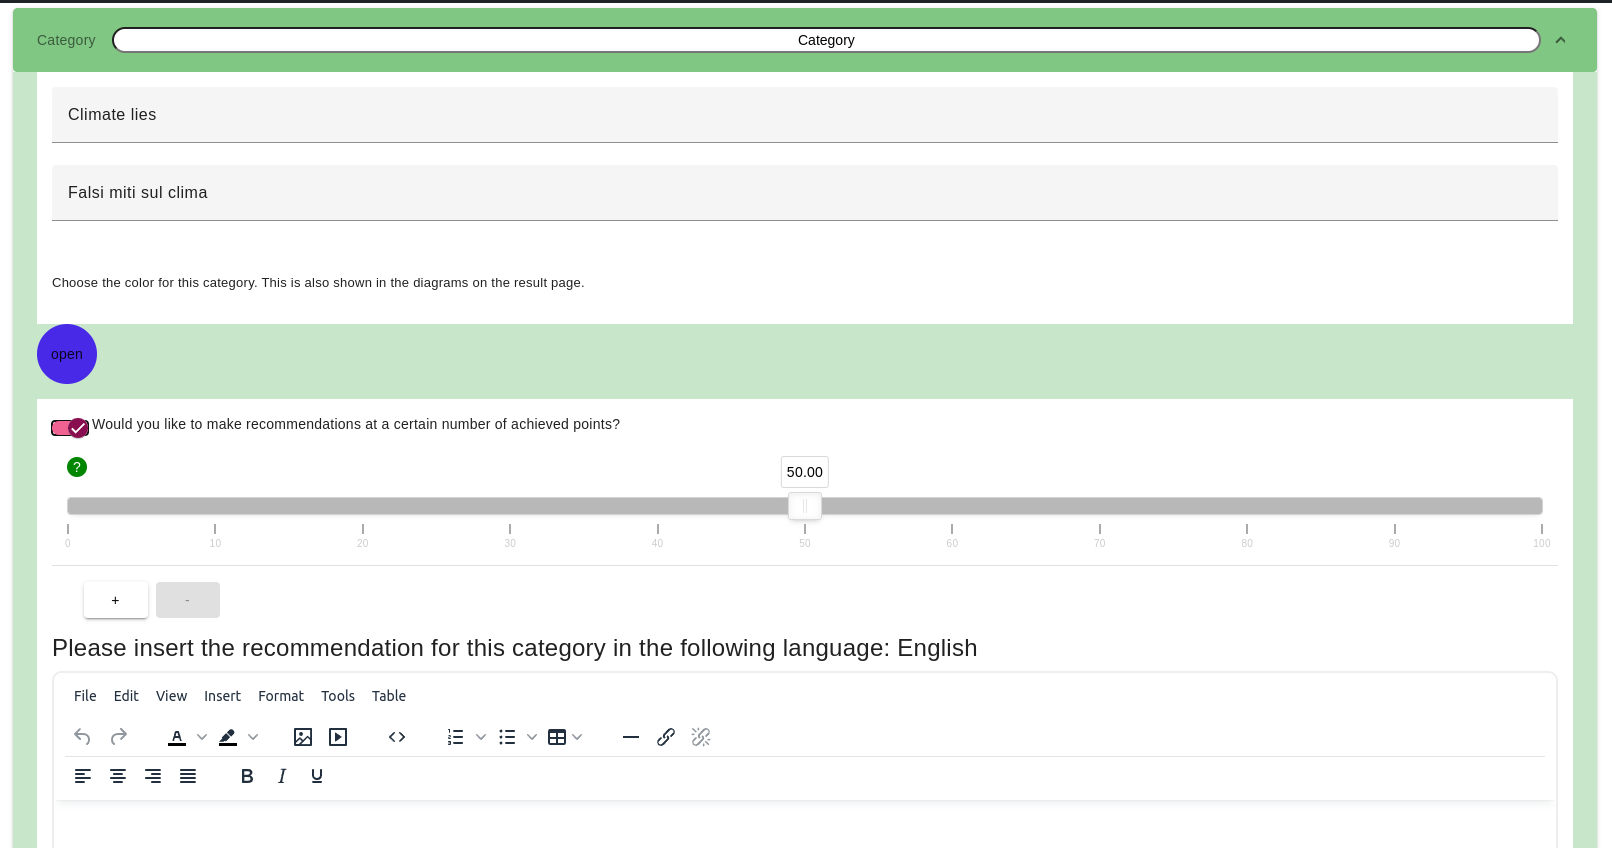 Category Category
Climate lies
Falsi miti sul clima
Choose the color for this category. This is also shown in the diagrams on the result page.
open
Would you like to make recommendations at a certain number of achieved points?
?
50.00
0 10 20 30 40 50 60 70 80 90 100
+ -
Please insert the recommendation for this category in the following language: English
File Edit View Insert Format Tools Table
A
B I U